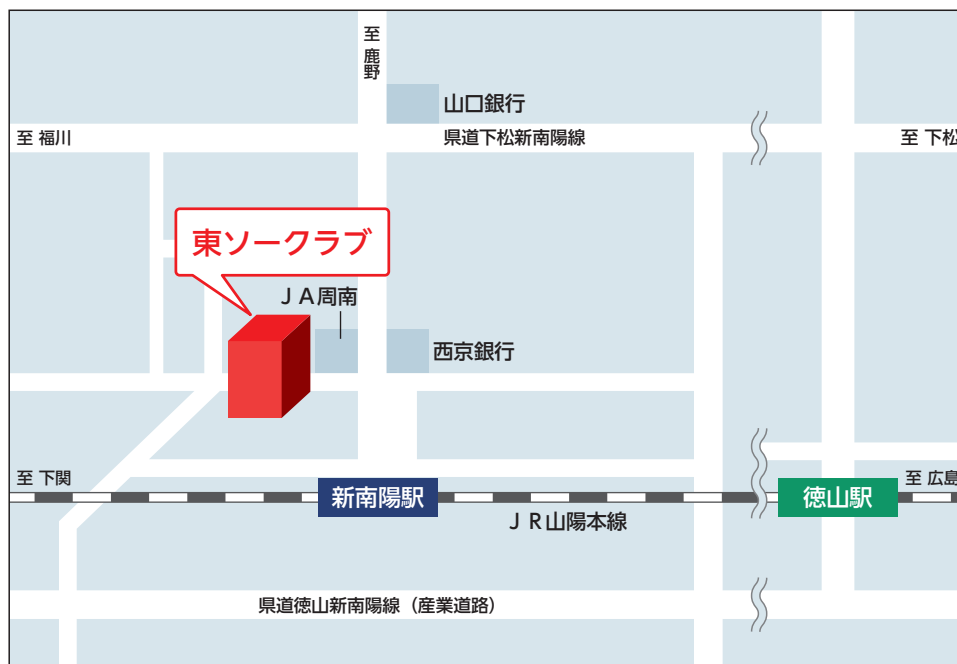 至 鹿野
山口銀行
至 福川
県道下松新南陽線
至 下松
東ソークラブ
ＪＡ周南
西京銀行
至 下関
至 広島
新南陽駅
徳山駅
ＪＲ山陽本線
県道徳山新南陽線（産業道路）